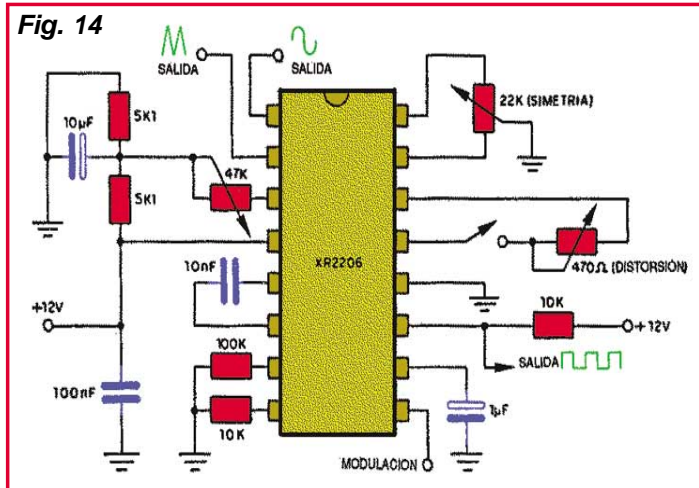 Fig. 14
SALIDA
SALIDA
5K1
10µF
22K (SIMETRIA)
5K1
47K
XR2206
10nF
470Ω (DISTORSIÓN)
+12V
10K
+12V
SALIDA
100K
100nF
1µF
10K
MODULACION